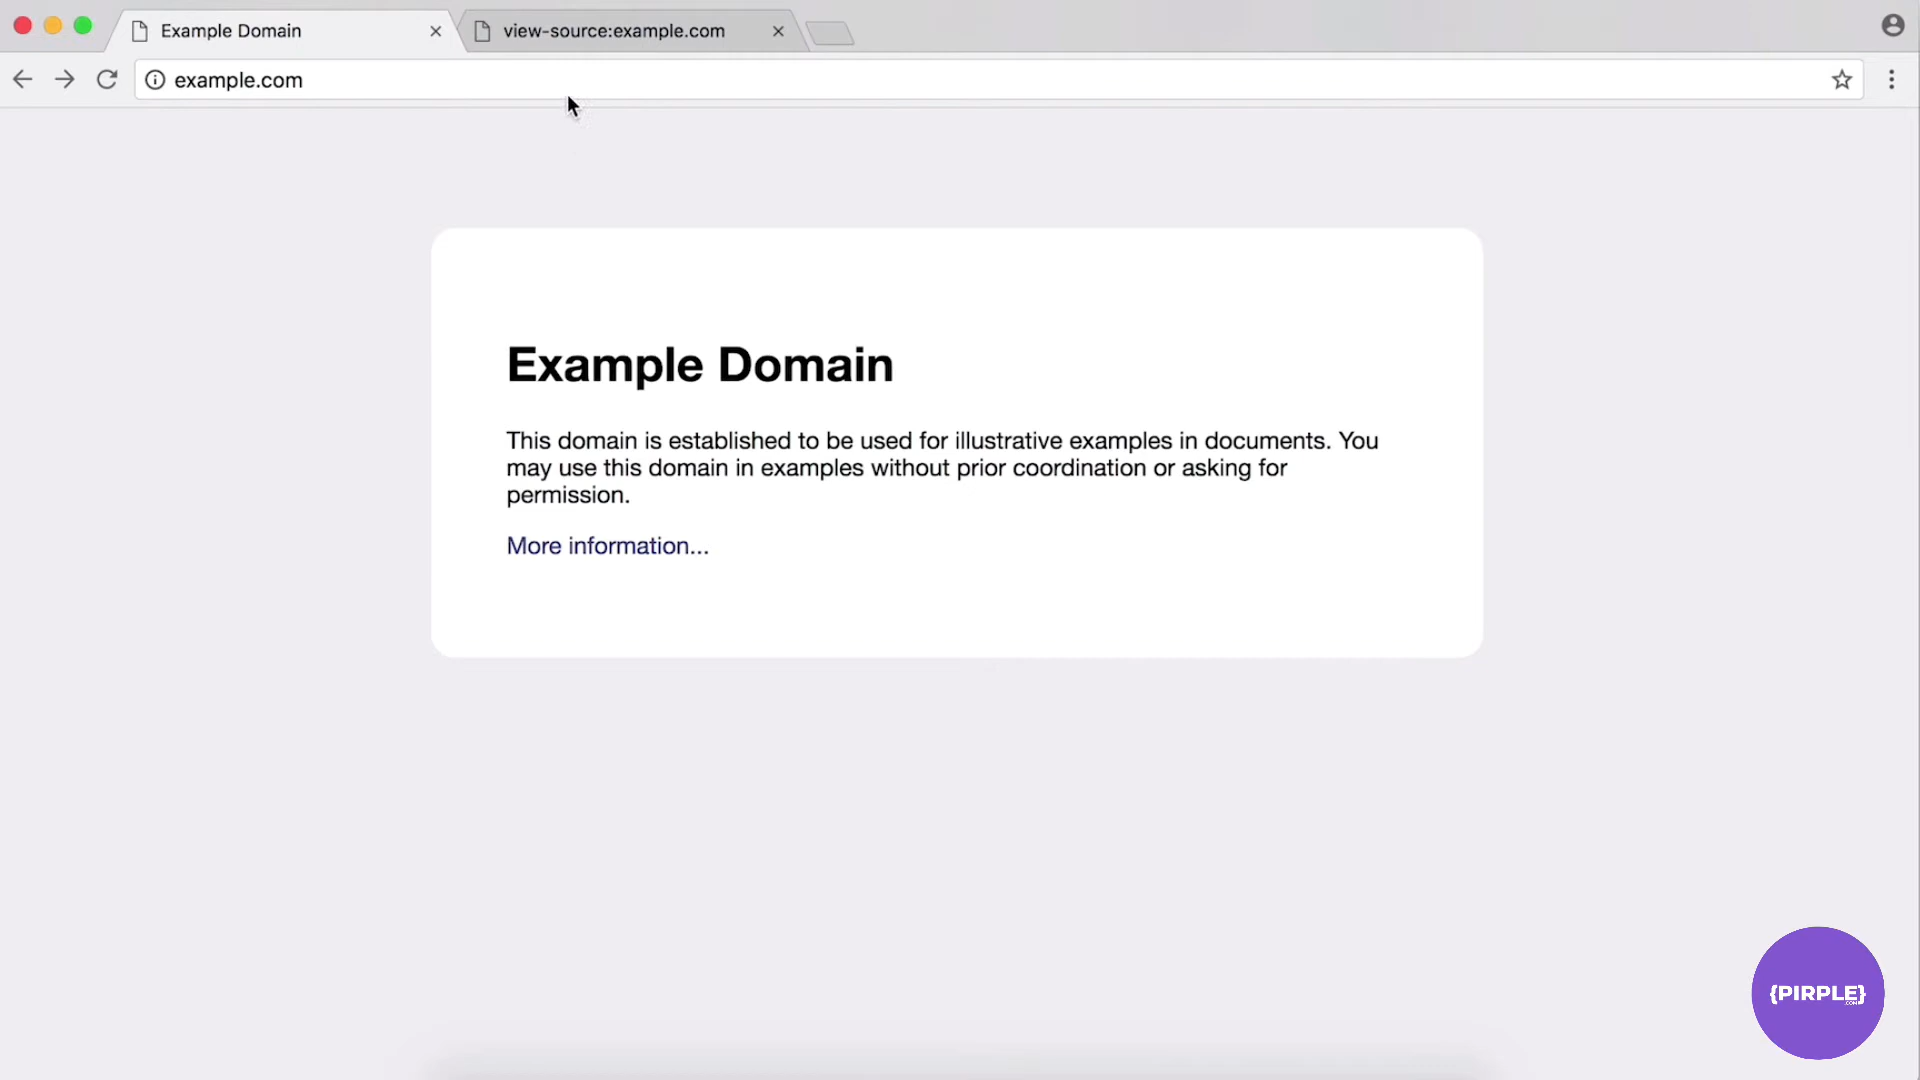 Example Domain
view-source:example.com
example.com
Example Domain
This domain is established to be used for illustrative examples in documents. You
may use this domain in examples without prior coordination or asking for
permission.
More information...
{PIRPLE}
.COM